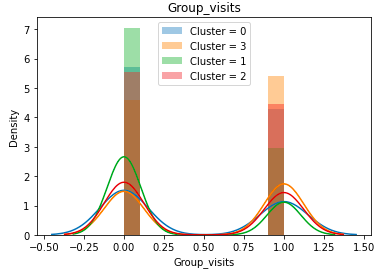 Group_visits
Cluster = 0
Cluster = 3
Cluster = 1
Cluster = 2
Density
7
6
5
4
3
2
1
0
−0.50 −0.25 0.00 0.25 0.50 0.75 1.00 1.25 1.50
Group_visits